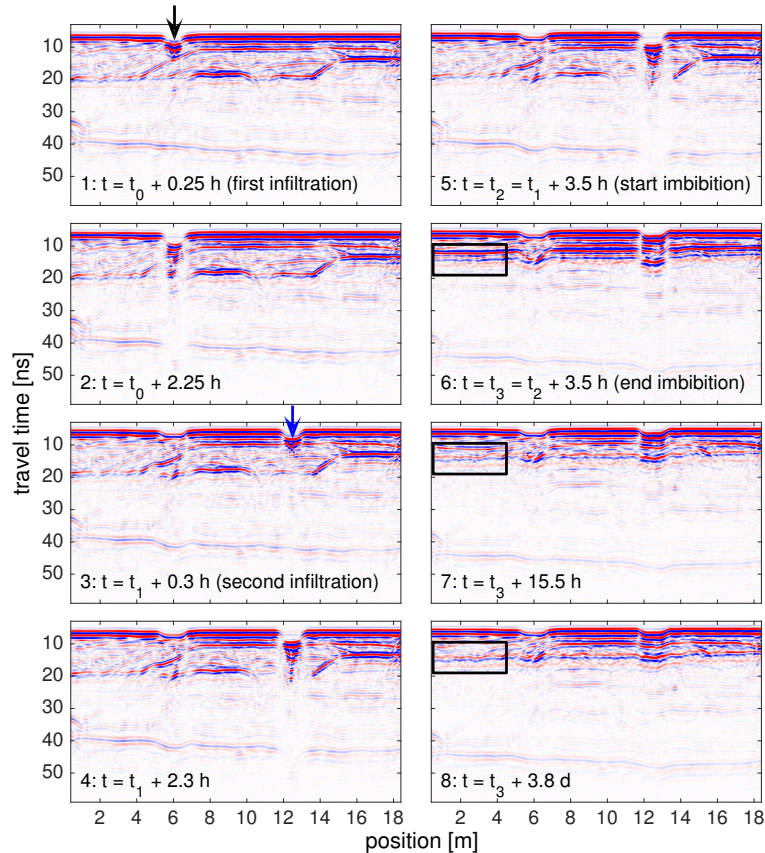 10
20
30
40
50
1: t = t0 + 0.25 h (first infiltration)
5: t = t2 = t1 + 3.5 h (start imbibition)
10
20
30
40
50
2: t = t0 + 2.25 h
6: t = t3 = t2 + 3.5 h (end imbibition)
10
20
30
40
50
3: t = t1 + 0.3 h (second infiltration)
7: t = t3 + 15.5 h
10
20
30
40
50
4: t = t1 + 2.3 h
8: t = t3 + 3.8 d
2 4 6 8 10 12 14 16 18
2 4 6 8 10 12 14 16 18
travel time [ns]
position [m]